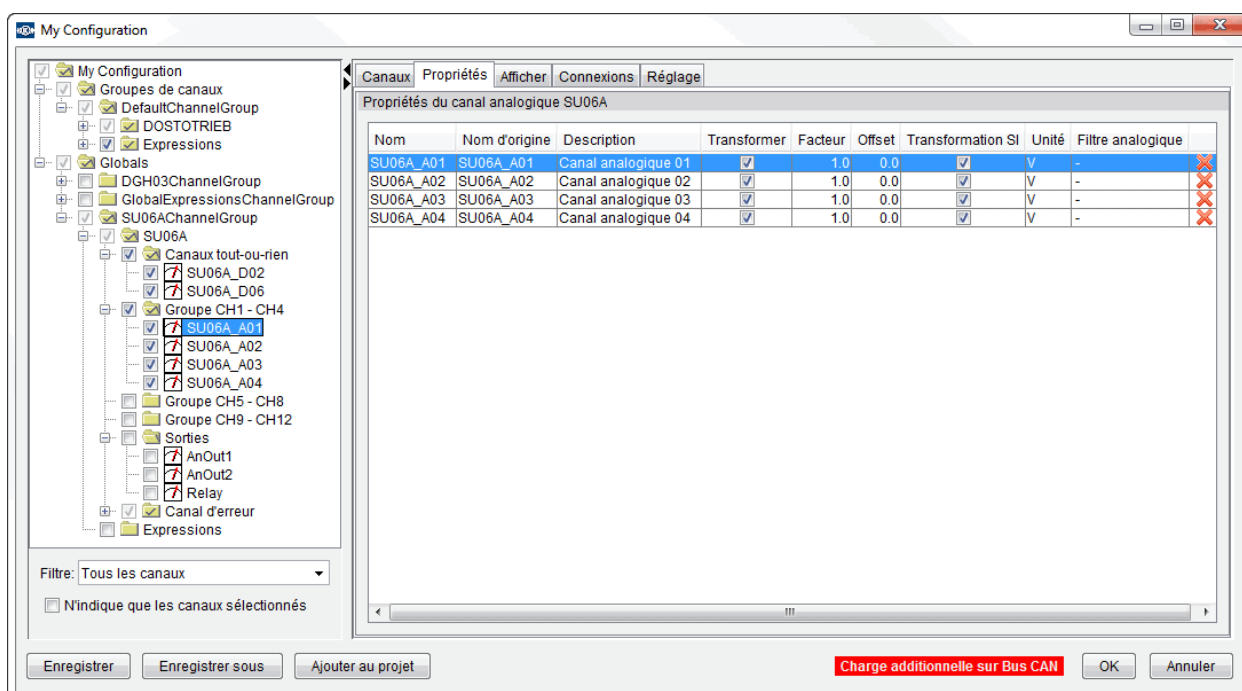 My Configuration
My Configuration
Groupes de canaux
DefaultChannelGroup
DOSTOTRIEB
Expressions
Globals
DGH03ChannelGroup
GlobalExpressionsChannelGroup
SU06AChannelGroup
SU06A
Canaux tout-ou-rien
SU06A_D02
SU06A_D06
Groupe CH1 - CH4
SU06A_A01
SU06A_A02
SU06A_A03
SU06A_A04
Groupe CH5 - CH8
Groupe CH9 - CH12
Sorties
AnOut1
AnOut2
Relay
Canal d'erreur
Expressions
Filtre: Tous les canaux
N'indique que les canaux sélectionnés
Canaux Propriétés Afficher Connexions Réglage
Propriétés du canal analogique SU06A
Nom Nom d'origine Description Transformer Facteur Offset Transformation SI Unité Filtre analogique
SU06A_A01 SU06A_A01 Canal analogique 01 1.0 0.0 V -
SU06A_A02 SU06A_A02 Canal analogique 02 1.0 0.0 V -
SU06A_A03 SU06A_A03 Canal analogique 03 1.0 0.0 V -
SU06A_A04 SU06A_A04 Canal analogique 04 1.0 0.0 V -
Enregistrer Enregistrer sous Ajouter au projet Charge additionnelle sur Bus CAN OK Annuler